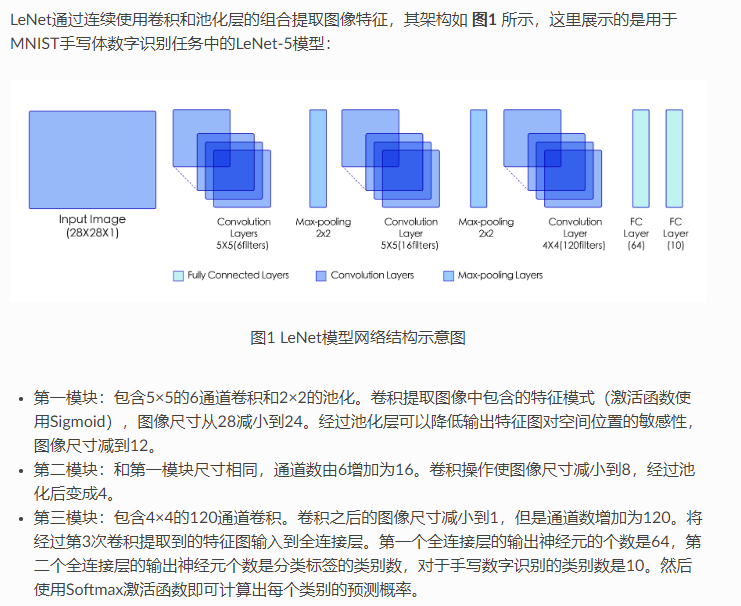 LeNet通过连续使用卷积和池化层的组合提取图像特征，其架构如 图1 所示，这里展示的是用于
MNIST手写体数字识别任务中的LeNet-5模型：
Input Image
(28X28X1)
Convolution
Layers
5X5(6filters)
Max-pooling
2x2
Convolution
Layer
5X5(16filters)
Max-pooling
2x2
Convolution
Layer
4X4(120filters)
FC
Layer
(64)
FC
Layer
(10)
Fully Connected Layers
Convolution Layers
Max-pooling Layers
图1 LeNet模型网络结构示意图
• 第一模块：包含5×5的6通道卷积和2×2的池化。卷积提取图像中包含的特征模式（激活函数使
用Sigmoid），图像尺寸从28减小到24。经过池化层可以降低输出特征图对空间位置的敏感性，
图像尺寸减到12。
• 第二模块：和第一模块尺寸相同，通道数由6增加为16。卷积操作使图像尺寸减小到8，经过池
化后变成4。
• 第三模块：包含4×4的120通道卷积。卷积之后的图像尺寸减小到1，但是通道数增加为120。将
经过第3次卷积提取到的特征图输入到全连接层。第一个全连接层的输出神经元的个数是64，第
二个全连接层的输出神经元个数是分类标签的类别数，对于手写数字识别的类别数是10。然后
使用Softmax激活函数即可计算出每个类别的预测概率。